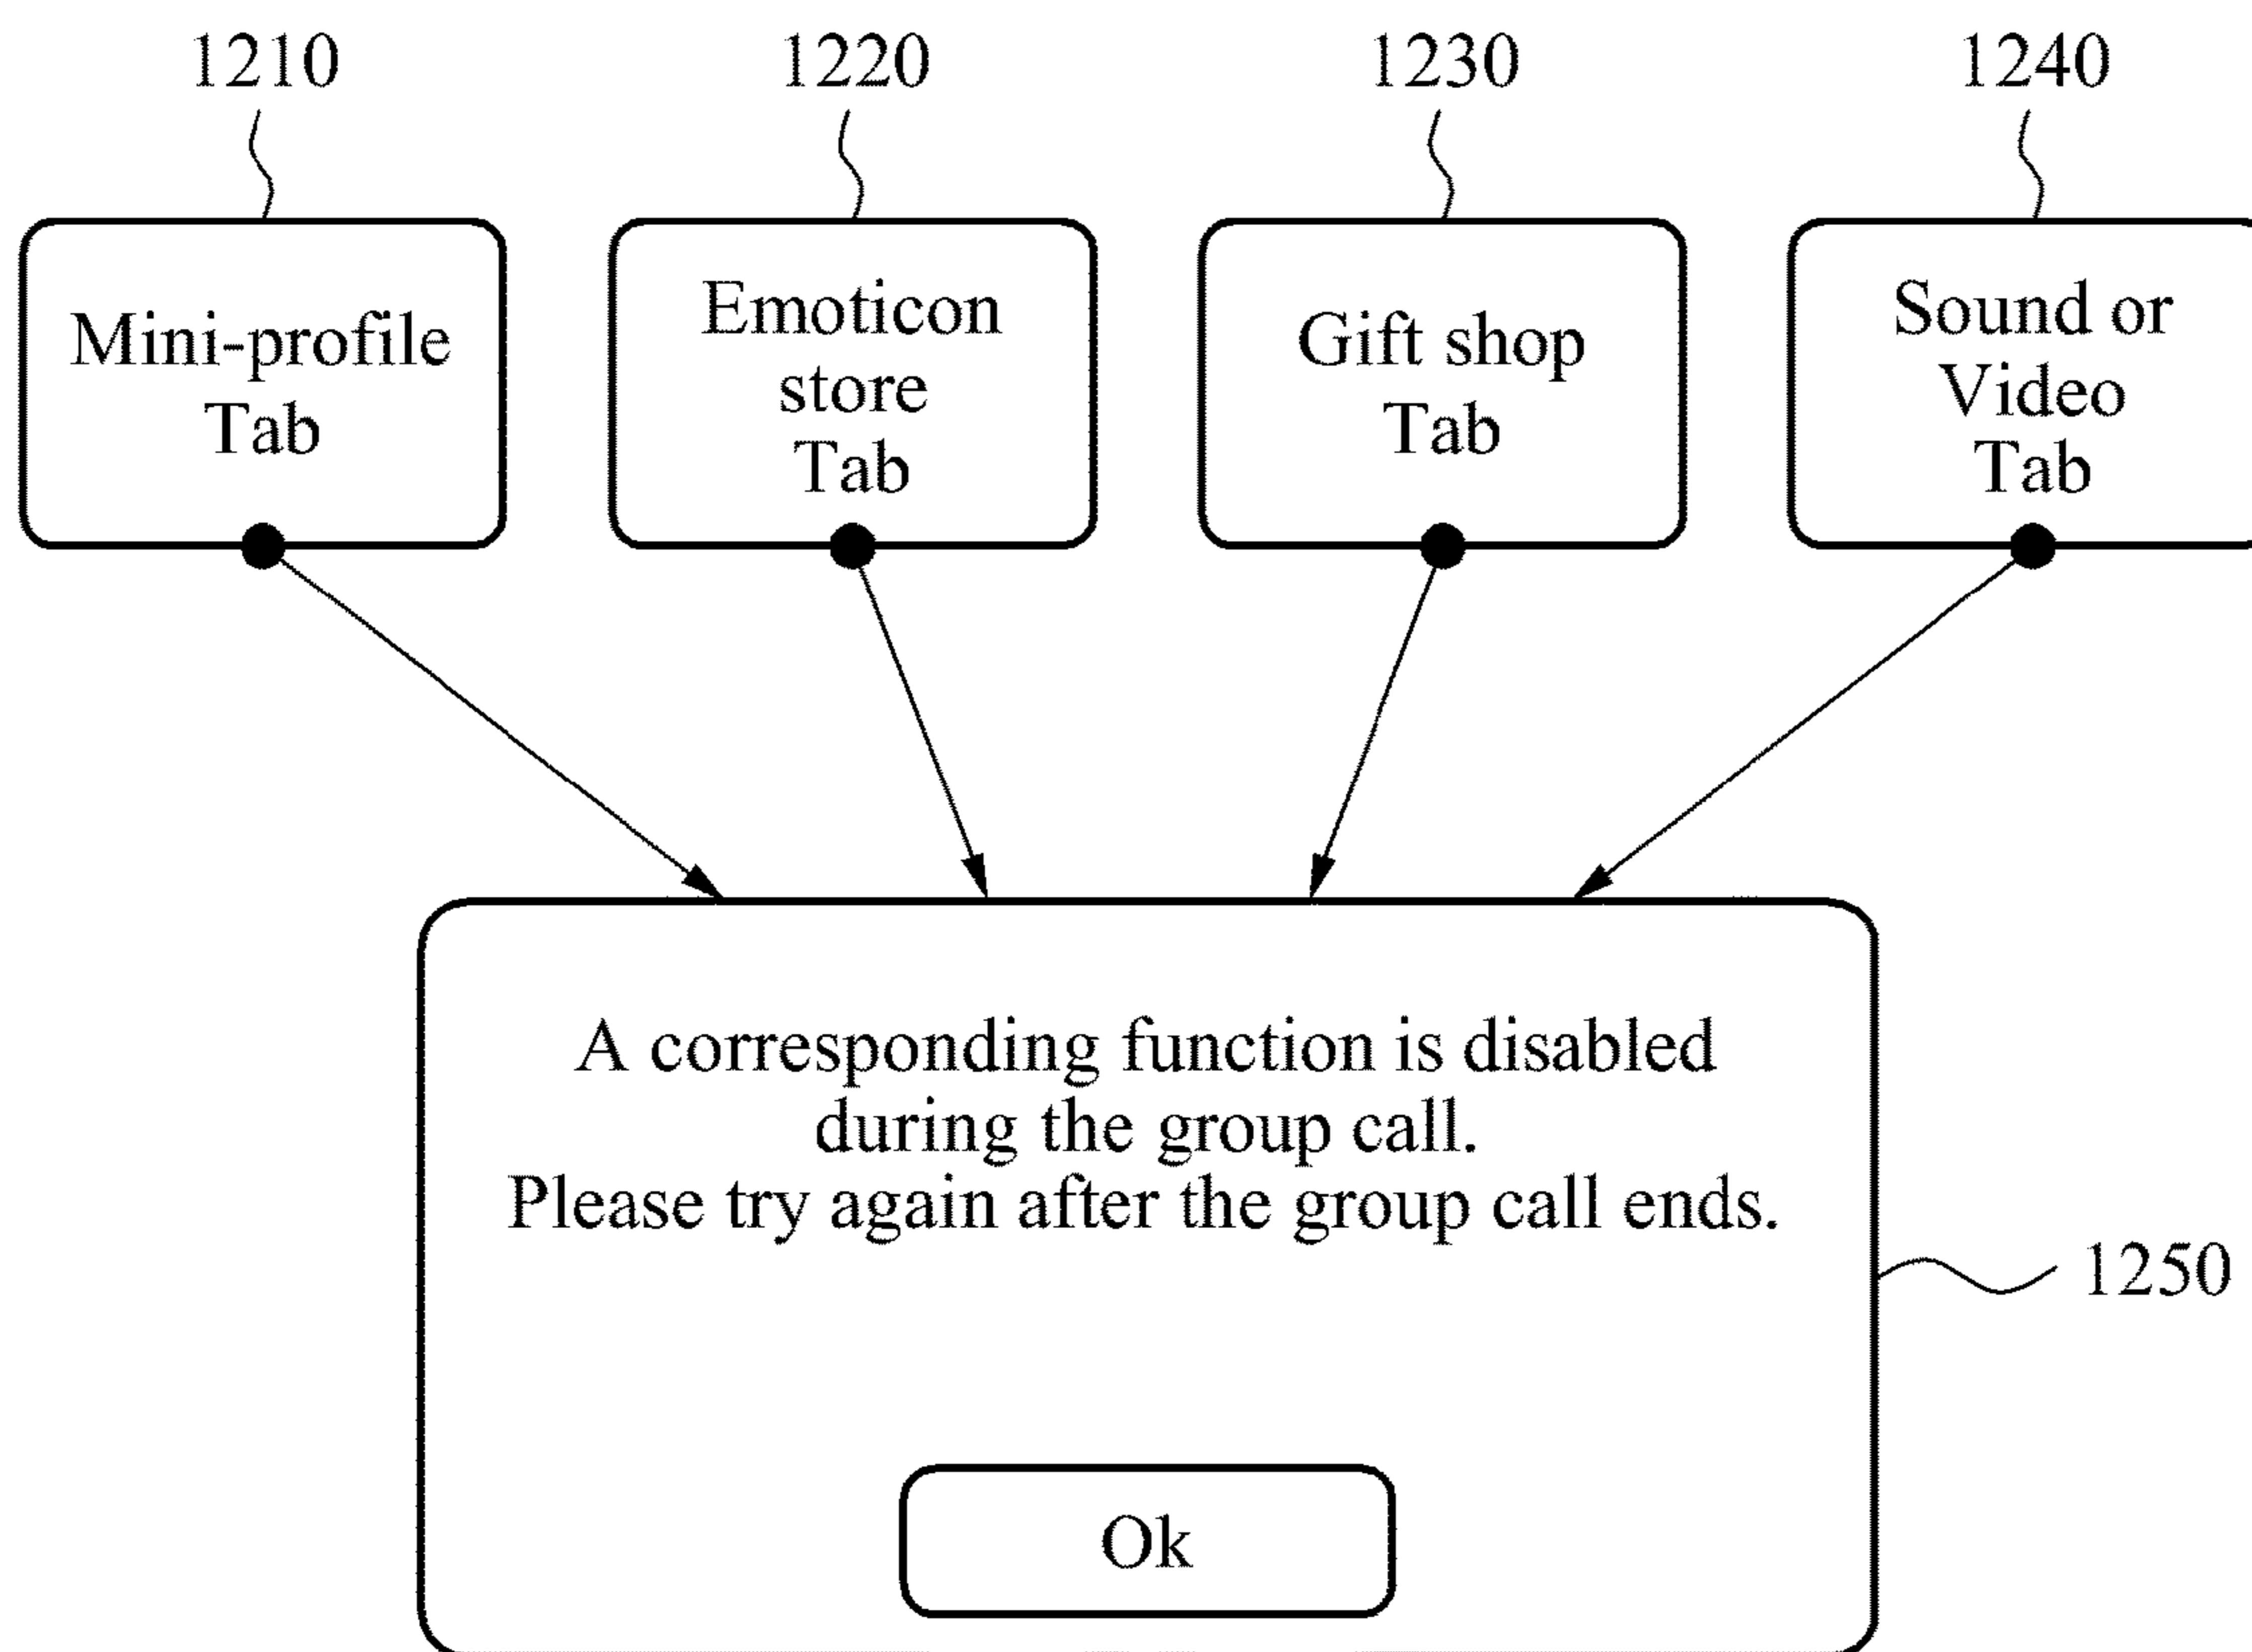 1210
1220
1230
1240
Mini-profile
Tab
Emoticon
store
Tab
Gift shop
Tab
Sound or
Video
Tab
A corresponding function is disabled
during the group call.
Please try again after the group call ends.
1250
Ok